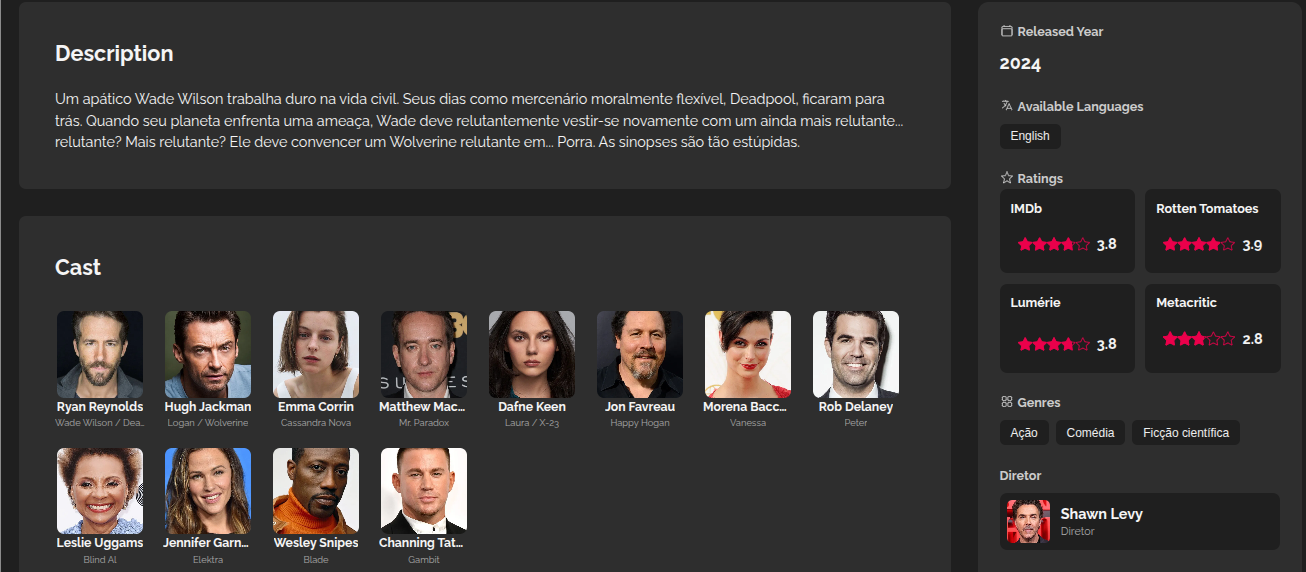 Description
Um apático Wade Wilson trabalha duro na vida civil. Seus dias como mercenário moralmente flexível, Deadpool, ficaram para
trás. Quando seu planeta enfrenta uma ameaça, Wade deve relutantemente vestir-se novamente com um ainda mais relutante...
relutante? Mais relutante? Ele deve convencer um Wolverine relutante em... Porra. As sinopses são tão estúpidas.
Cast
Ryan Reynolds
Wade Wilson / Dea...
Hugh Jackman
Logan / Wolverine
Emma Corrin
Cassandra Nova
Matthew Mac...
Mr. Paradox
Dafne Keen
Laura / X-23
Jon Favreau
Happy Hogan
Morena Bacc...
Vanessa
Rob Delaney
Peter
Leslie Uggams
Blind Al
Jennifer Garn...
Elektra
Wesley Snipes
Blade
Channing Tat...
Gambit
Released Year
2024
Available Languages
English
Ratings
IMDb
3.8
Rotten Tomatoes
3.9
Lumérie
3.8
Metacritic
2.8
Genres
Ação
Comédia
Ficção científica
Diretor
Shawn Levy
Diretor